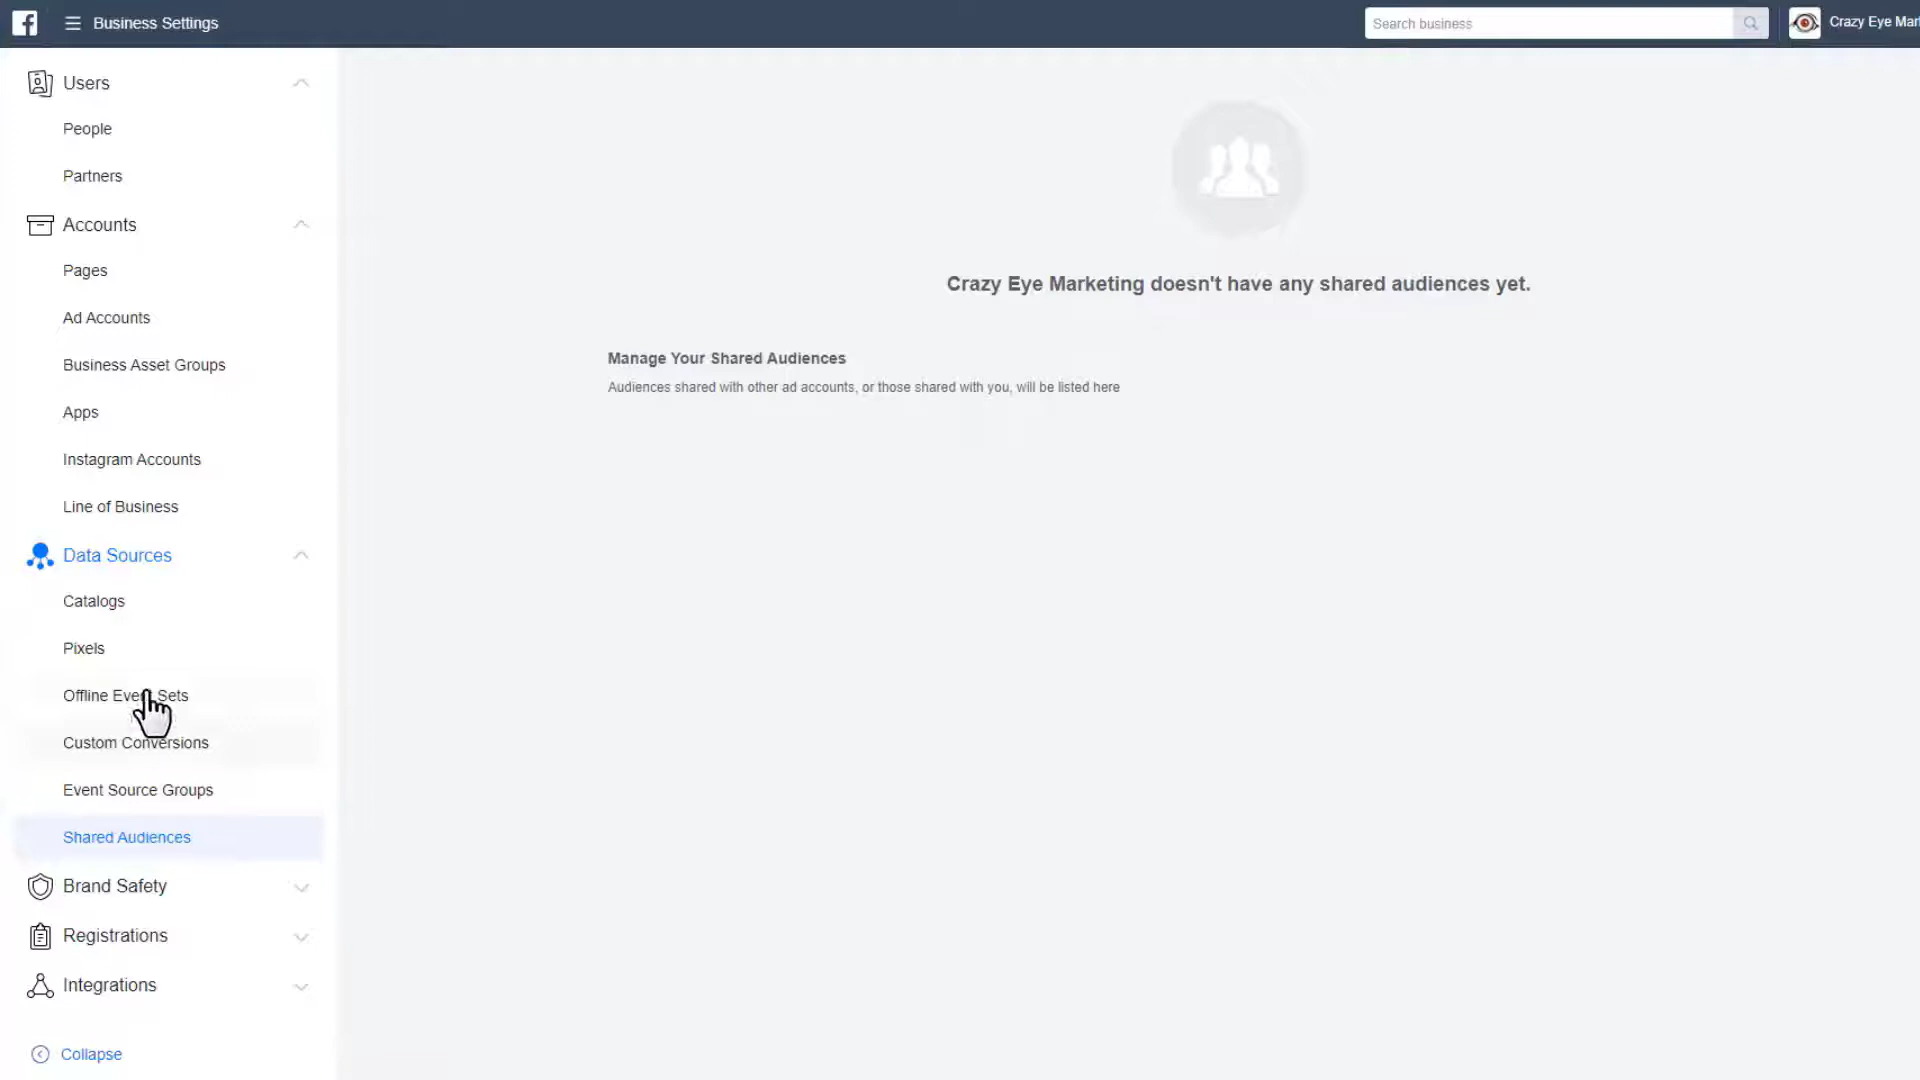 Business Settings
Search business
Crazy Eye Mar
Users
People
Partners
Accounts
Pages
Ad Accounts
Business Asset Groups
Apps
Instagram Accounts
Line of Business
Data Sources
Catalogs
Pixels
Offline Event Sets
Custom Conversions
Event Source Groups
Shared Audiences
Brand Safety
Registrations
Integrations
Collapse
Crazy Eye Marketing doesn't have any shared audiences yet.
Manage Your Shared Audiences
Audiences shared with other ad accounts, or those shared with you, will be listed here